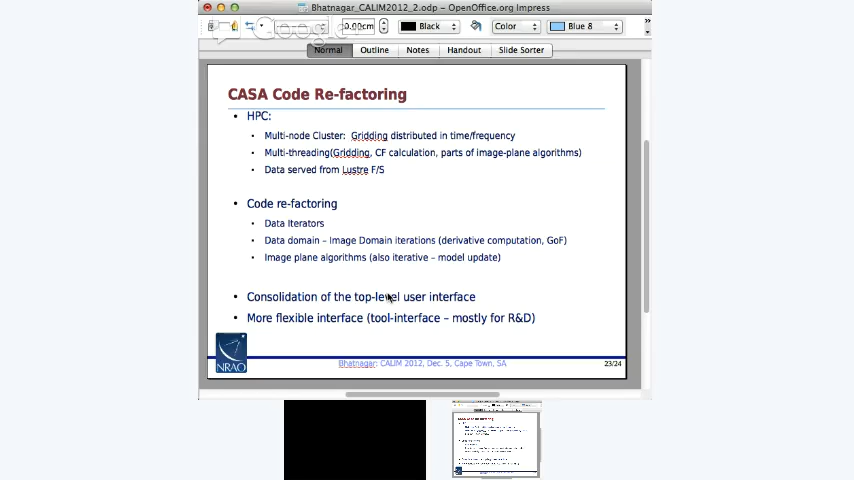 Bhatnagar_CALIM2012_2.odp - OpenOffice.org Impress
0.00cm Black Color Blue 8
Normal Outline Notes Handout Slide Sorter
CASA Code Re-factoring
• HPC:
• Multi-node Cluster: Gridding distributed in time/frequency
• Multi-threading(Gridding, CF calculation, parts of image-plane algorithms)
• Data served from Lustre F/S
• Code re-factoring
• Data Iterators
• Data domain – Image Domain iterations (derivative computation, GoF)
• Image plane algorithms (also iterative – model update)
• Consolidation of the top-level user interface
• More flexible interface (tool-interface – mostly for R&D)
NRAO
Bhatnagar: CALIM 2012, Dec. 5, Cape Town, SA
23/24